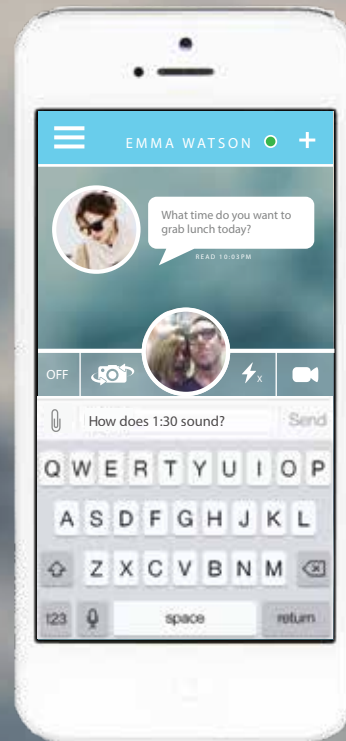 EMMA WATSON +
What time do you want to
grab lunch today?
READ 10:03PM
OFF
x
How does 1:30 sound? Send
Q W E R T Y U I O P
A S D F G H J K L
Z X C V B N M
123 space return